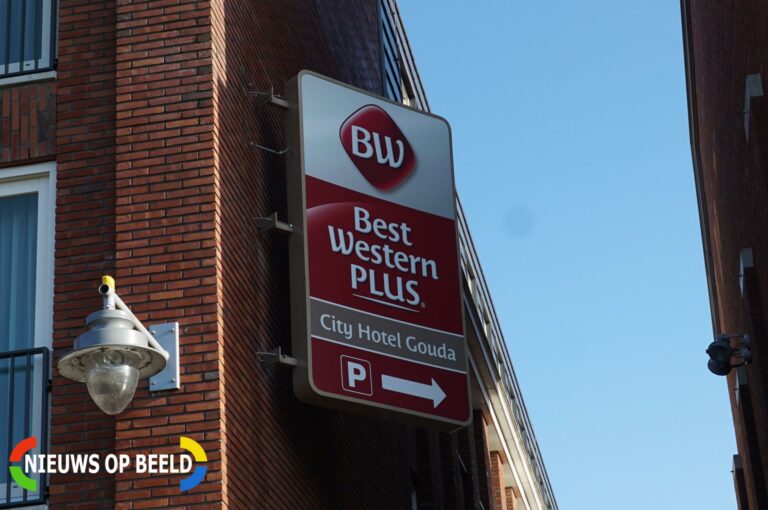 BW
Best
Western
PLUS®
City Hotel Gouda
P
NIEUWS OP BEELD